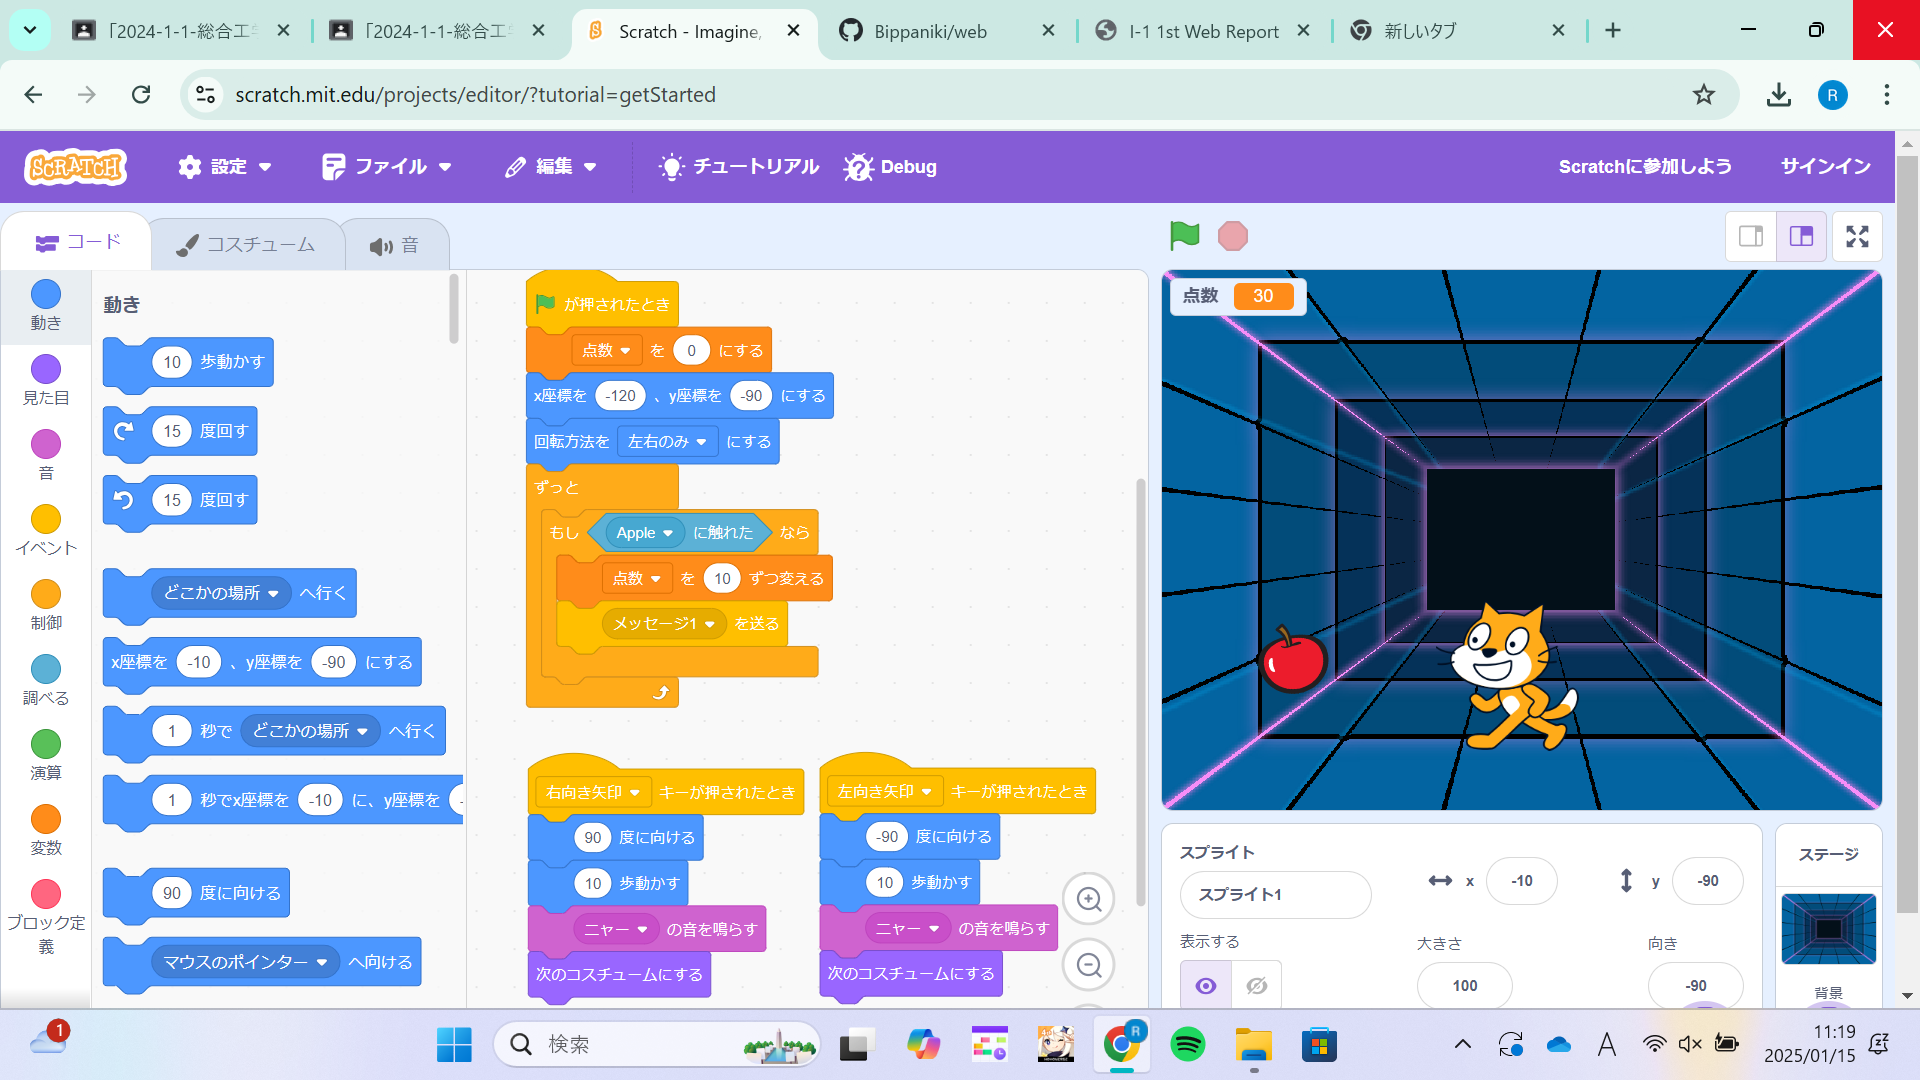 「2024-1-1-総合工学
「2024-1-1-総合工学
Scratch - Imagine,
Bippaniki/web
I-1 1st Web Report
新しいタブ
scratch.mit.edu/projects/editor/?tutorial=getStarted
R
SCRATCH
設定
ファイル
編集
チュートリアル
Debug
Scratchに参加しよう
サインイン
コード
コスチューム
音
動き
見た目
音
イベント
制御
調べる
演算
変数
ブロック定
義
動き
10 歩動かす
15 度回す
15 度回す
どこかの場所 へ行く
x座標を -10 、y座標を -90 にする
1 秒で どこかの場所 へ行く
1 秒でx座標を -10 に、y座標を
90 度に向ける
マウスのポインター へ向ける
が押されたとき
点数 を 0 にする
x座標を -120 、y座標を -90 にする
回転方法を 左右のみ にする
ずっと
もし Apple に触れた なら
点数 を 10 ずつ変える
メッセージ1 を送る
右向き矢印 キーが押されたとき
90 度に向ける
10 歩動かす
ニャー の音を鳴らす
次のコスチュームにする
左向き矢印 キーが押されたとき
-90 度に向ける
10 歩動かす
ニャー の音を鳴らす
次のコスチュームにする
点数 30
スプライト
スプライト1
x -10
y -90
表示する
大きさ
100
向き
-90
ステージ
背景
1
検索
R
A
11:19
2025/01/15